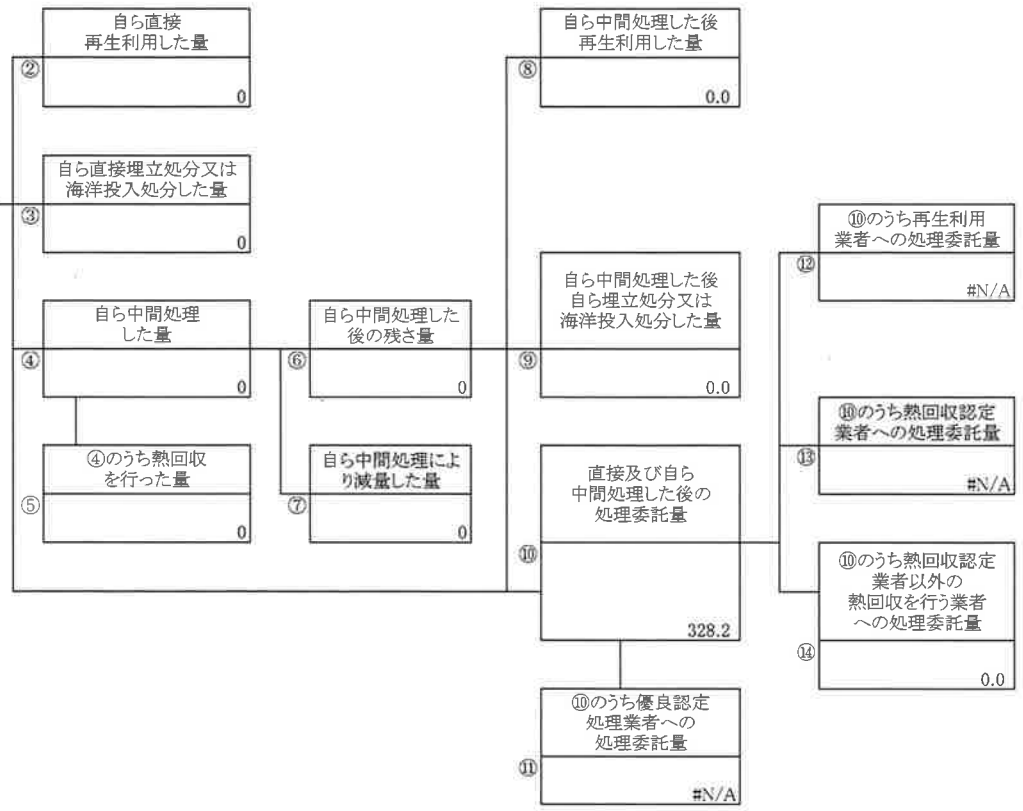 自ら直接
再生利用した量
②
0
自ら直接埋立処分又は
海洋投入処分した量
③
0
自ら中間処理
した量
④
0
④のうち熱回収
を行った量
⑤
0
自ら中間処理した
後の残さ量
⑥
0
自ら中間処理によ
り減量した量
⑦
0
自ら中間処理した後
再生利用した量
⑧
0.0
自ら中間処理した後
自ら埋立処分又は
海洋投入処分した量
⑨
0.0
直接及び自ら
中間処理した後の
処理委託量
⑩
328.2
⑩のうち優良認定
処理業者への
処理委託量
⑪
#N/A
⑩のうち再生利用
業者への処理委託量
⑫
#N/A
⑩のうち熱回収認定
業者への処理委託量
⑬
#N/A
⑩のうち熱回収認定
業者以外の
熱回収を行う業者
への処理委託量
⑭
0.0